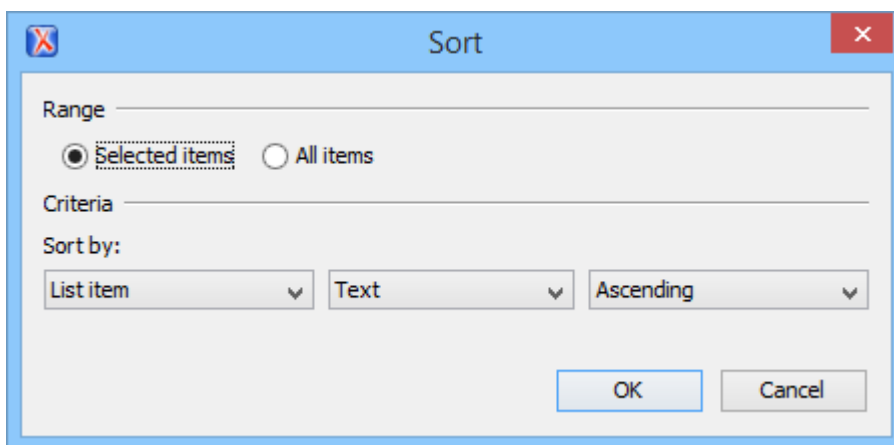 Sort
Range
Selected items All items
Criteria
Sort by:
List item Text Ascending
OK Cancel